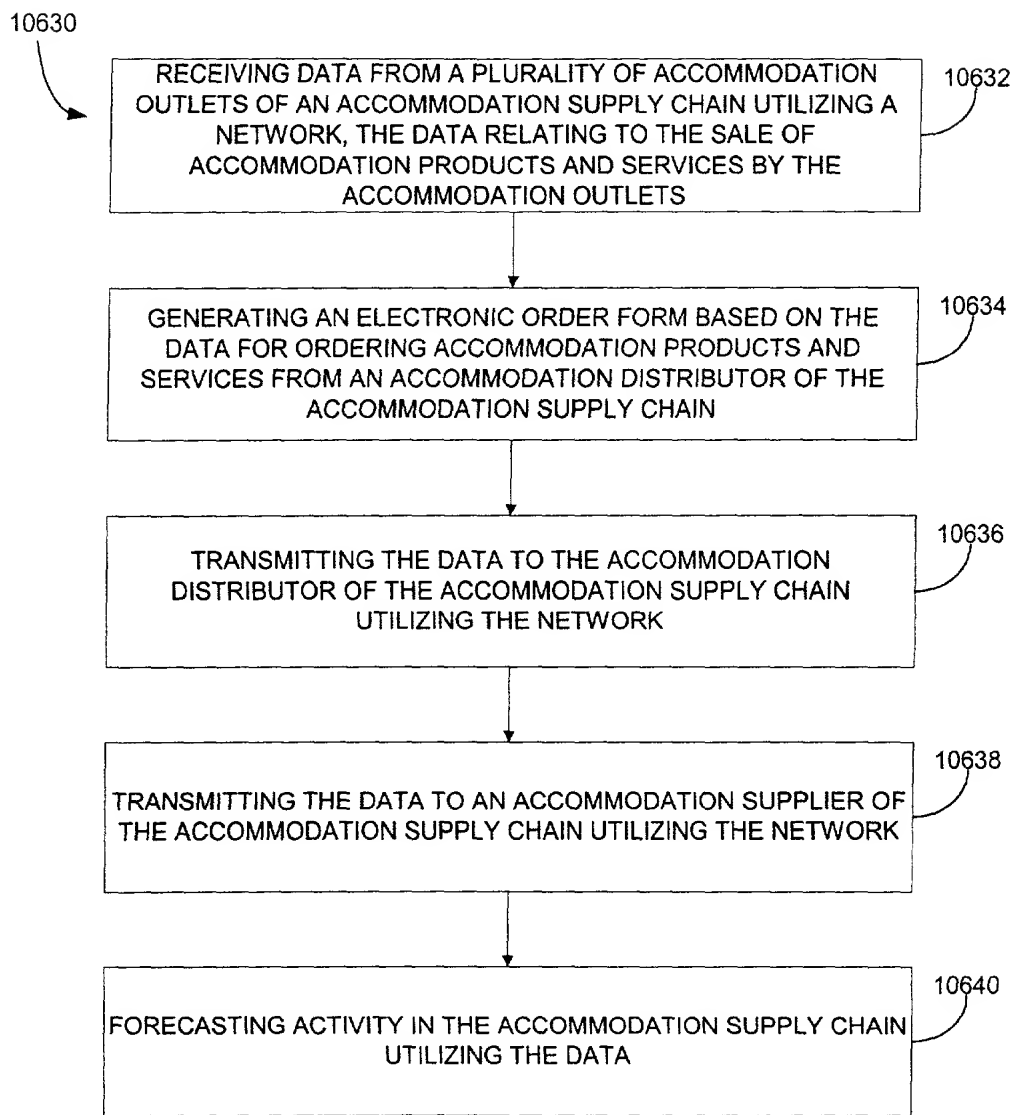 10630
RECEIVING DATA FROM A PLURALITY OF ACCOMMODATION
OUTLETS OF AN ACCOMMODATION SUPPLY CHAIN UTILIZING A
NETWORK, THE DATA RELATING TO THE SALE OF
ACCOMMODATION PRODUCTS AND SERVICES BY THE
ACCOMMODATION OUTLETS
10632
GENERATING AN ELECTRONIC ORDER FORM BASED ON THE
DATA FOR ORDERING ACCOMMODATION PRODUCTS AND
SERVICES FROM AN ACCOMMODATION DISTRIBUTOR OF THE
ACCOMMODATION SUPPLY CHAIN
10634
TRANSMITTING THE DATA TO THE ACCOMMODATION
DISTRIBUTOR OF THE ACCOMMODATION SUPPLY CHAIN
UTILIZING THE NETWORK
10636
TRANSMITTING THE DATA TO AN ACCOMMODATION SUPPLIER OF
THE ACCOMMODATION SUPPLY CHAIN UTILIZING THE NETWORK
10638
FORECASTING ACTIVITY IN THE ACCOMMODATION SUPPLY CHAIN
UTILIZING THE DATA
10640